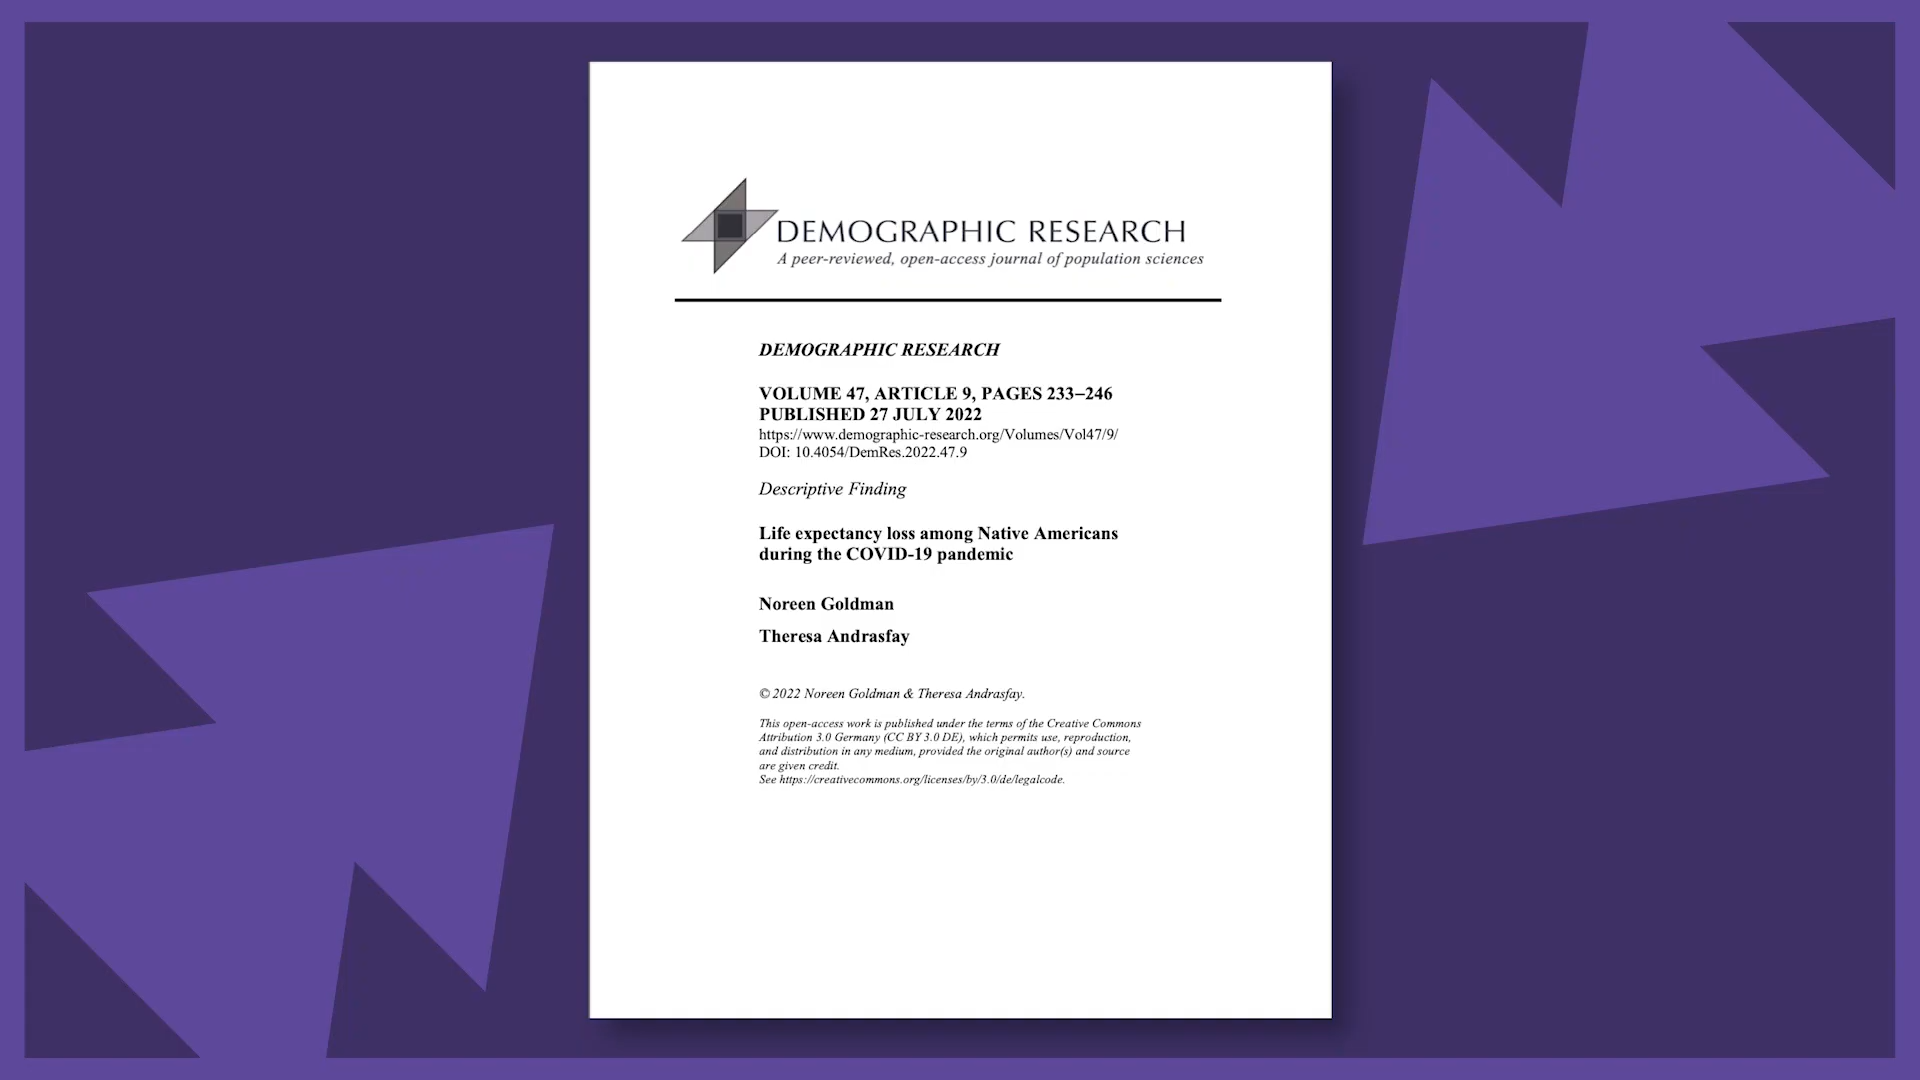 DEMOGRAPHIC RESEARCH
A peer-reviewed, open-access journal of population sciences
DEMOGRAPHIC RESEARCH
VOLUME 47, ARTICLE 9, PAGES 233–246
PUBLISHED 27 JULY 2022
https://www.demographic-research.org/Volumes/Vol47/9/
DOI: 10.4054/DemRes.2022.47.9
Descriptive Finding
Life expectancy loss among Native Americans
during the COVID-19 pandemic
Noreen Goldman
Theresa Andrasfay
© 2022 Noreen Goldman & Theresa Andrasfay.
This open-access work is published under the terms of the Creative Commons
Attribution 3.0 Germany (CC BY 3.0 DE), which permits use, reproduction,
and distribution in any medium, provided the original author(s) and source
are given credit.
See https://creativecommons.org/licenses/by/3.0/de/legalcode.